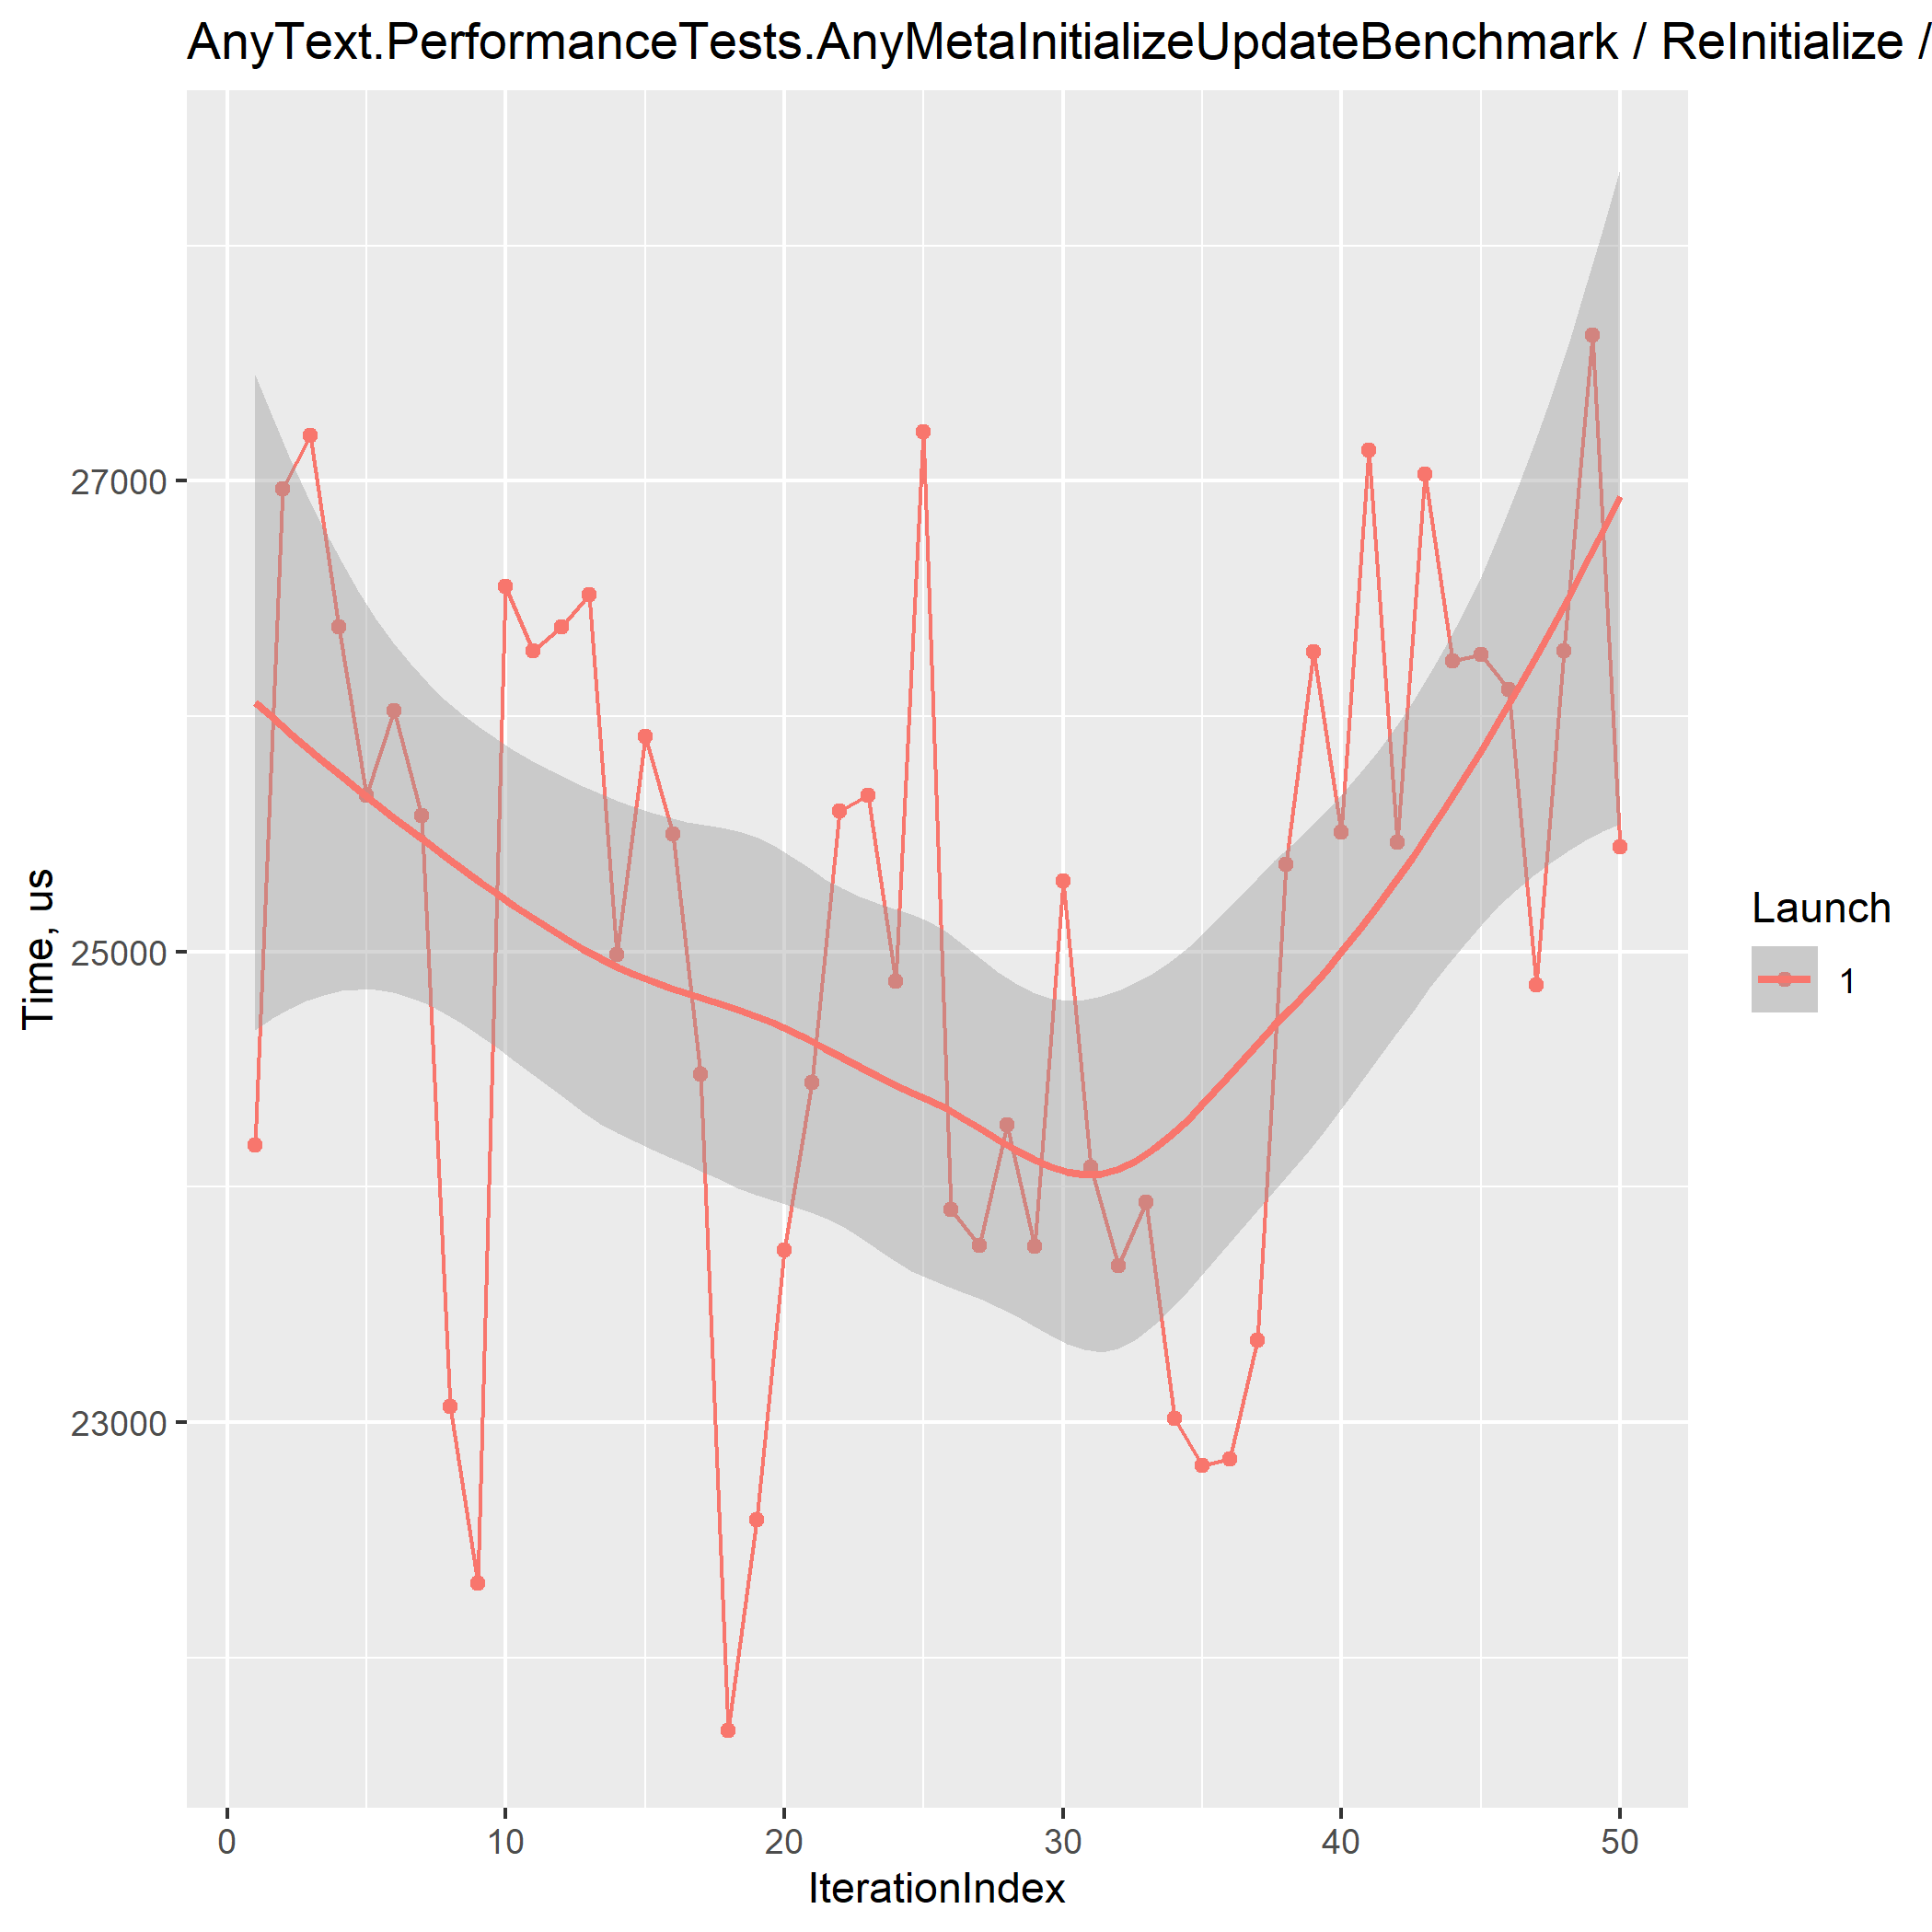 AnyText.PerformanceTests.AnyMetaInitializeUpdateBenchmark / ReInitialize /
27000
25000
23000
Time, us
0 10 20 30 40 50
IterationIndex
Launch
1